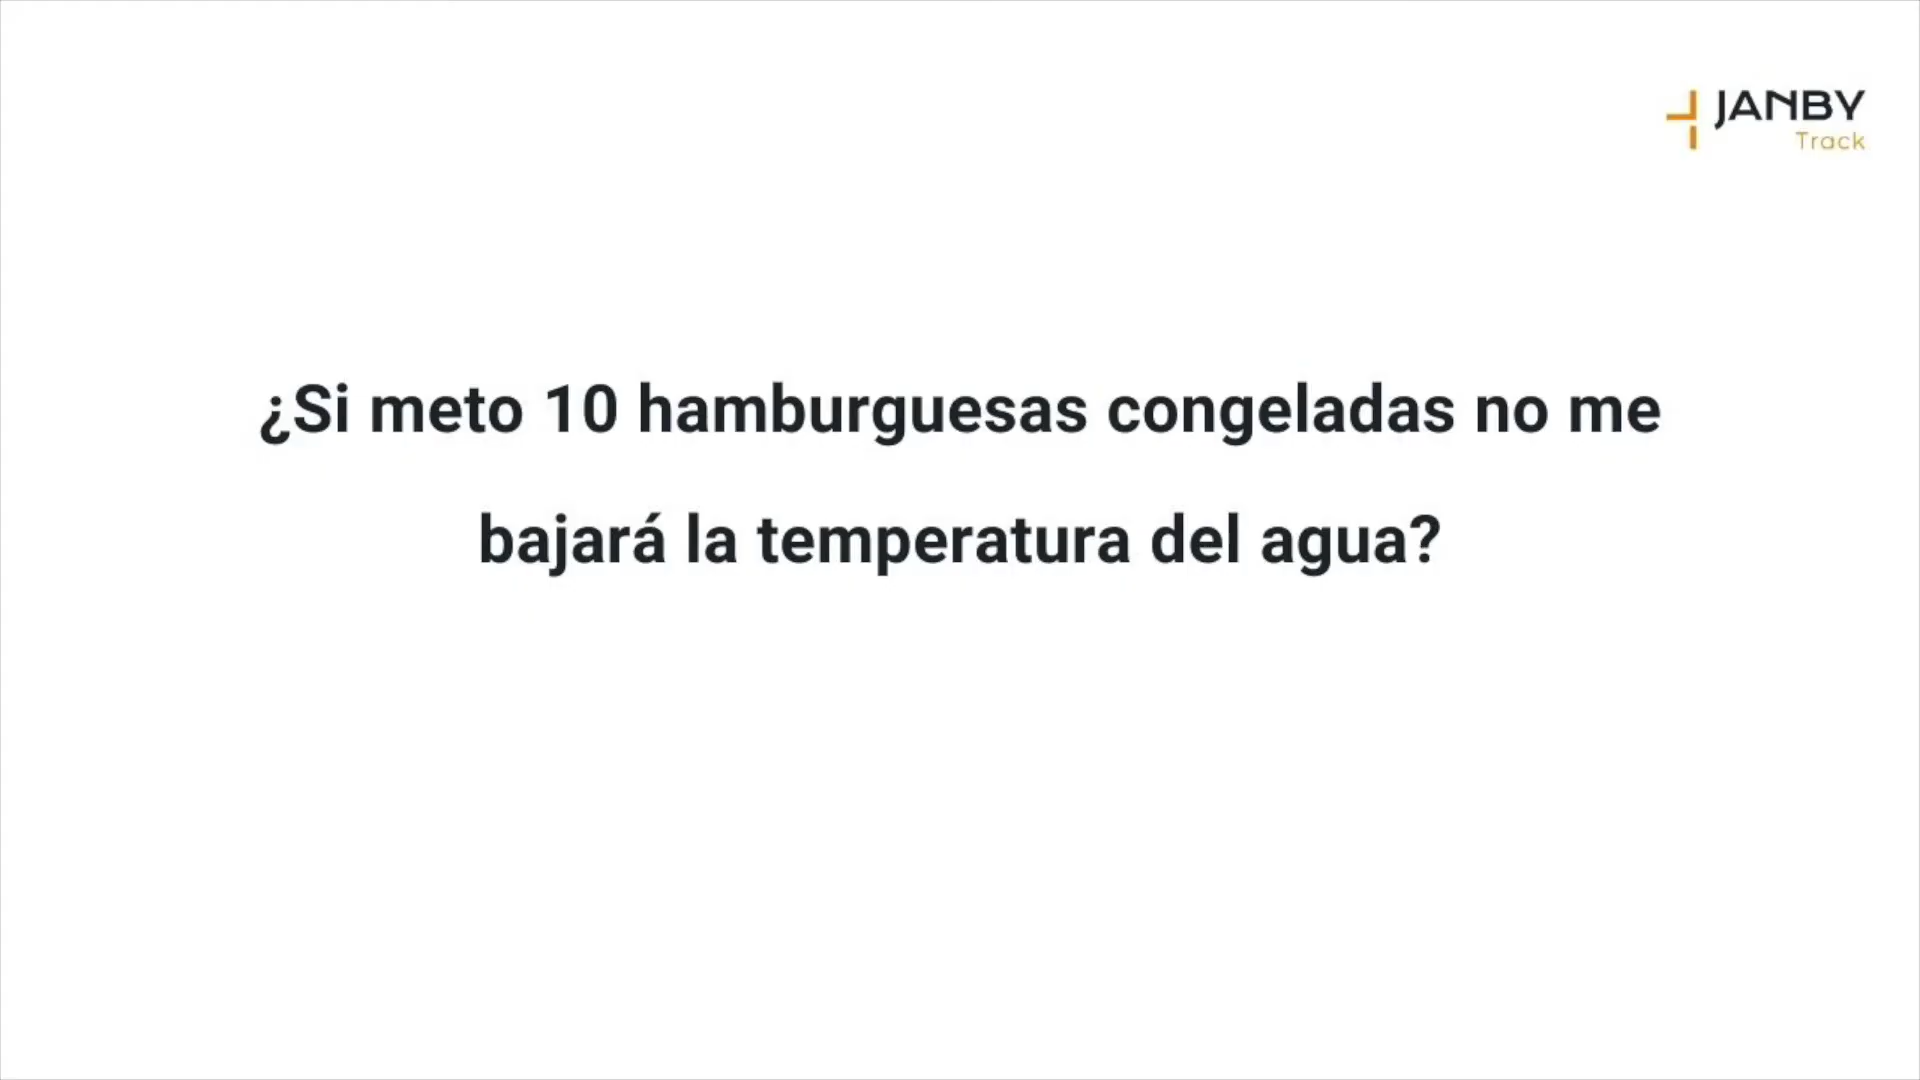 JANBY
Track
¿Si meto 10 hamburguesas congeladas no me
bajará la temperatura del agua?